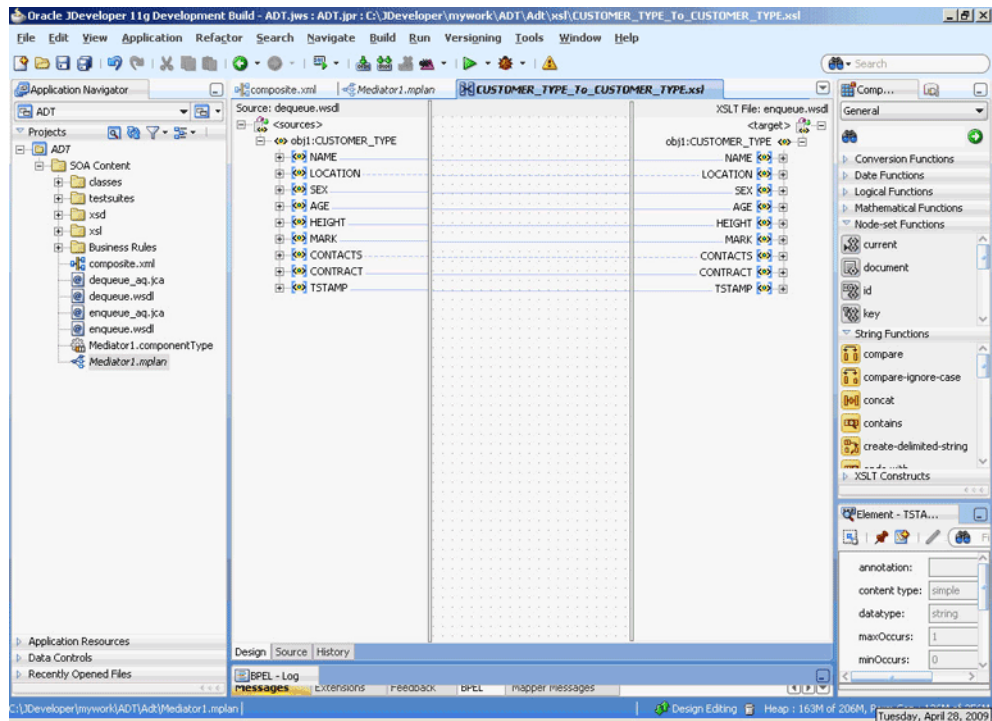 Oracle JDeveloper 11g Development Build - ADT.jws : ADT.jpr : C:\JDeveloper\mywork\ADT\Adt\xsl\CUSTOMER_TYPE_To_CUSTOMER_TYPE.xsl
File Edit View Application Refactor Search Navigate Build Run Versioning Tools Window Help
Search
Application Navigator
ADT
Projects
ADT
SOA Content
classes
testsuites
xsd
xsl
Business Rules
composite.xml
dequeue_aq.jca
dequeue.wsdl
enqueue_aq.jca
enqueue.wsdl
Mediator1.componentType
Mediator1.mplan
Application Resources
Data Controls
Recently Opened Files
composite.xml Mediator1.mplan CUSTOMER_TYPE_To_CUSTOMER_TYPE.xsl
Source: dequeue.wsdl XSLT File: enqueue.wsdl
<sources> <target>
obj1:CUSTOMER_TYPE obj1:CUSTOMER_TYPE
NAME NAME
LOCATION LOCATION
SEX SEX
AGE AGE
HEIGHT HEIGHT
MARK MARK
CONTACTS CONTACTS
CONTRACT CONTRACT
TSTAMP TSTAMP
Design Source History
BPEL - Log
Messages Extensions Feedback BPEL Mapper Messages
Comp...
General
Conversion Functions
Date Functions
Logical Functions
Mathematical Functions
Node-set Functions
current
document
id
key
String Functions
compare
compare-ignore-case
concat
contains
create-delimited-string
XSLT Constructs
Element - TSTA...
annotation:
content type: simple
datatype: string
maxOccurs: 1
minOccurs: 0
C:\JDeveloper\mywork\ADT\Adt\Mediator1.mplan
Design Editing Heap : 163M of 206M,
Tuesday, April 28, 2009